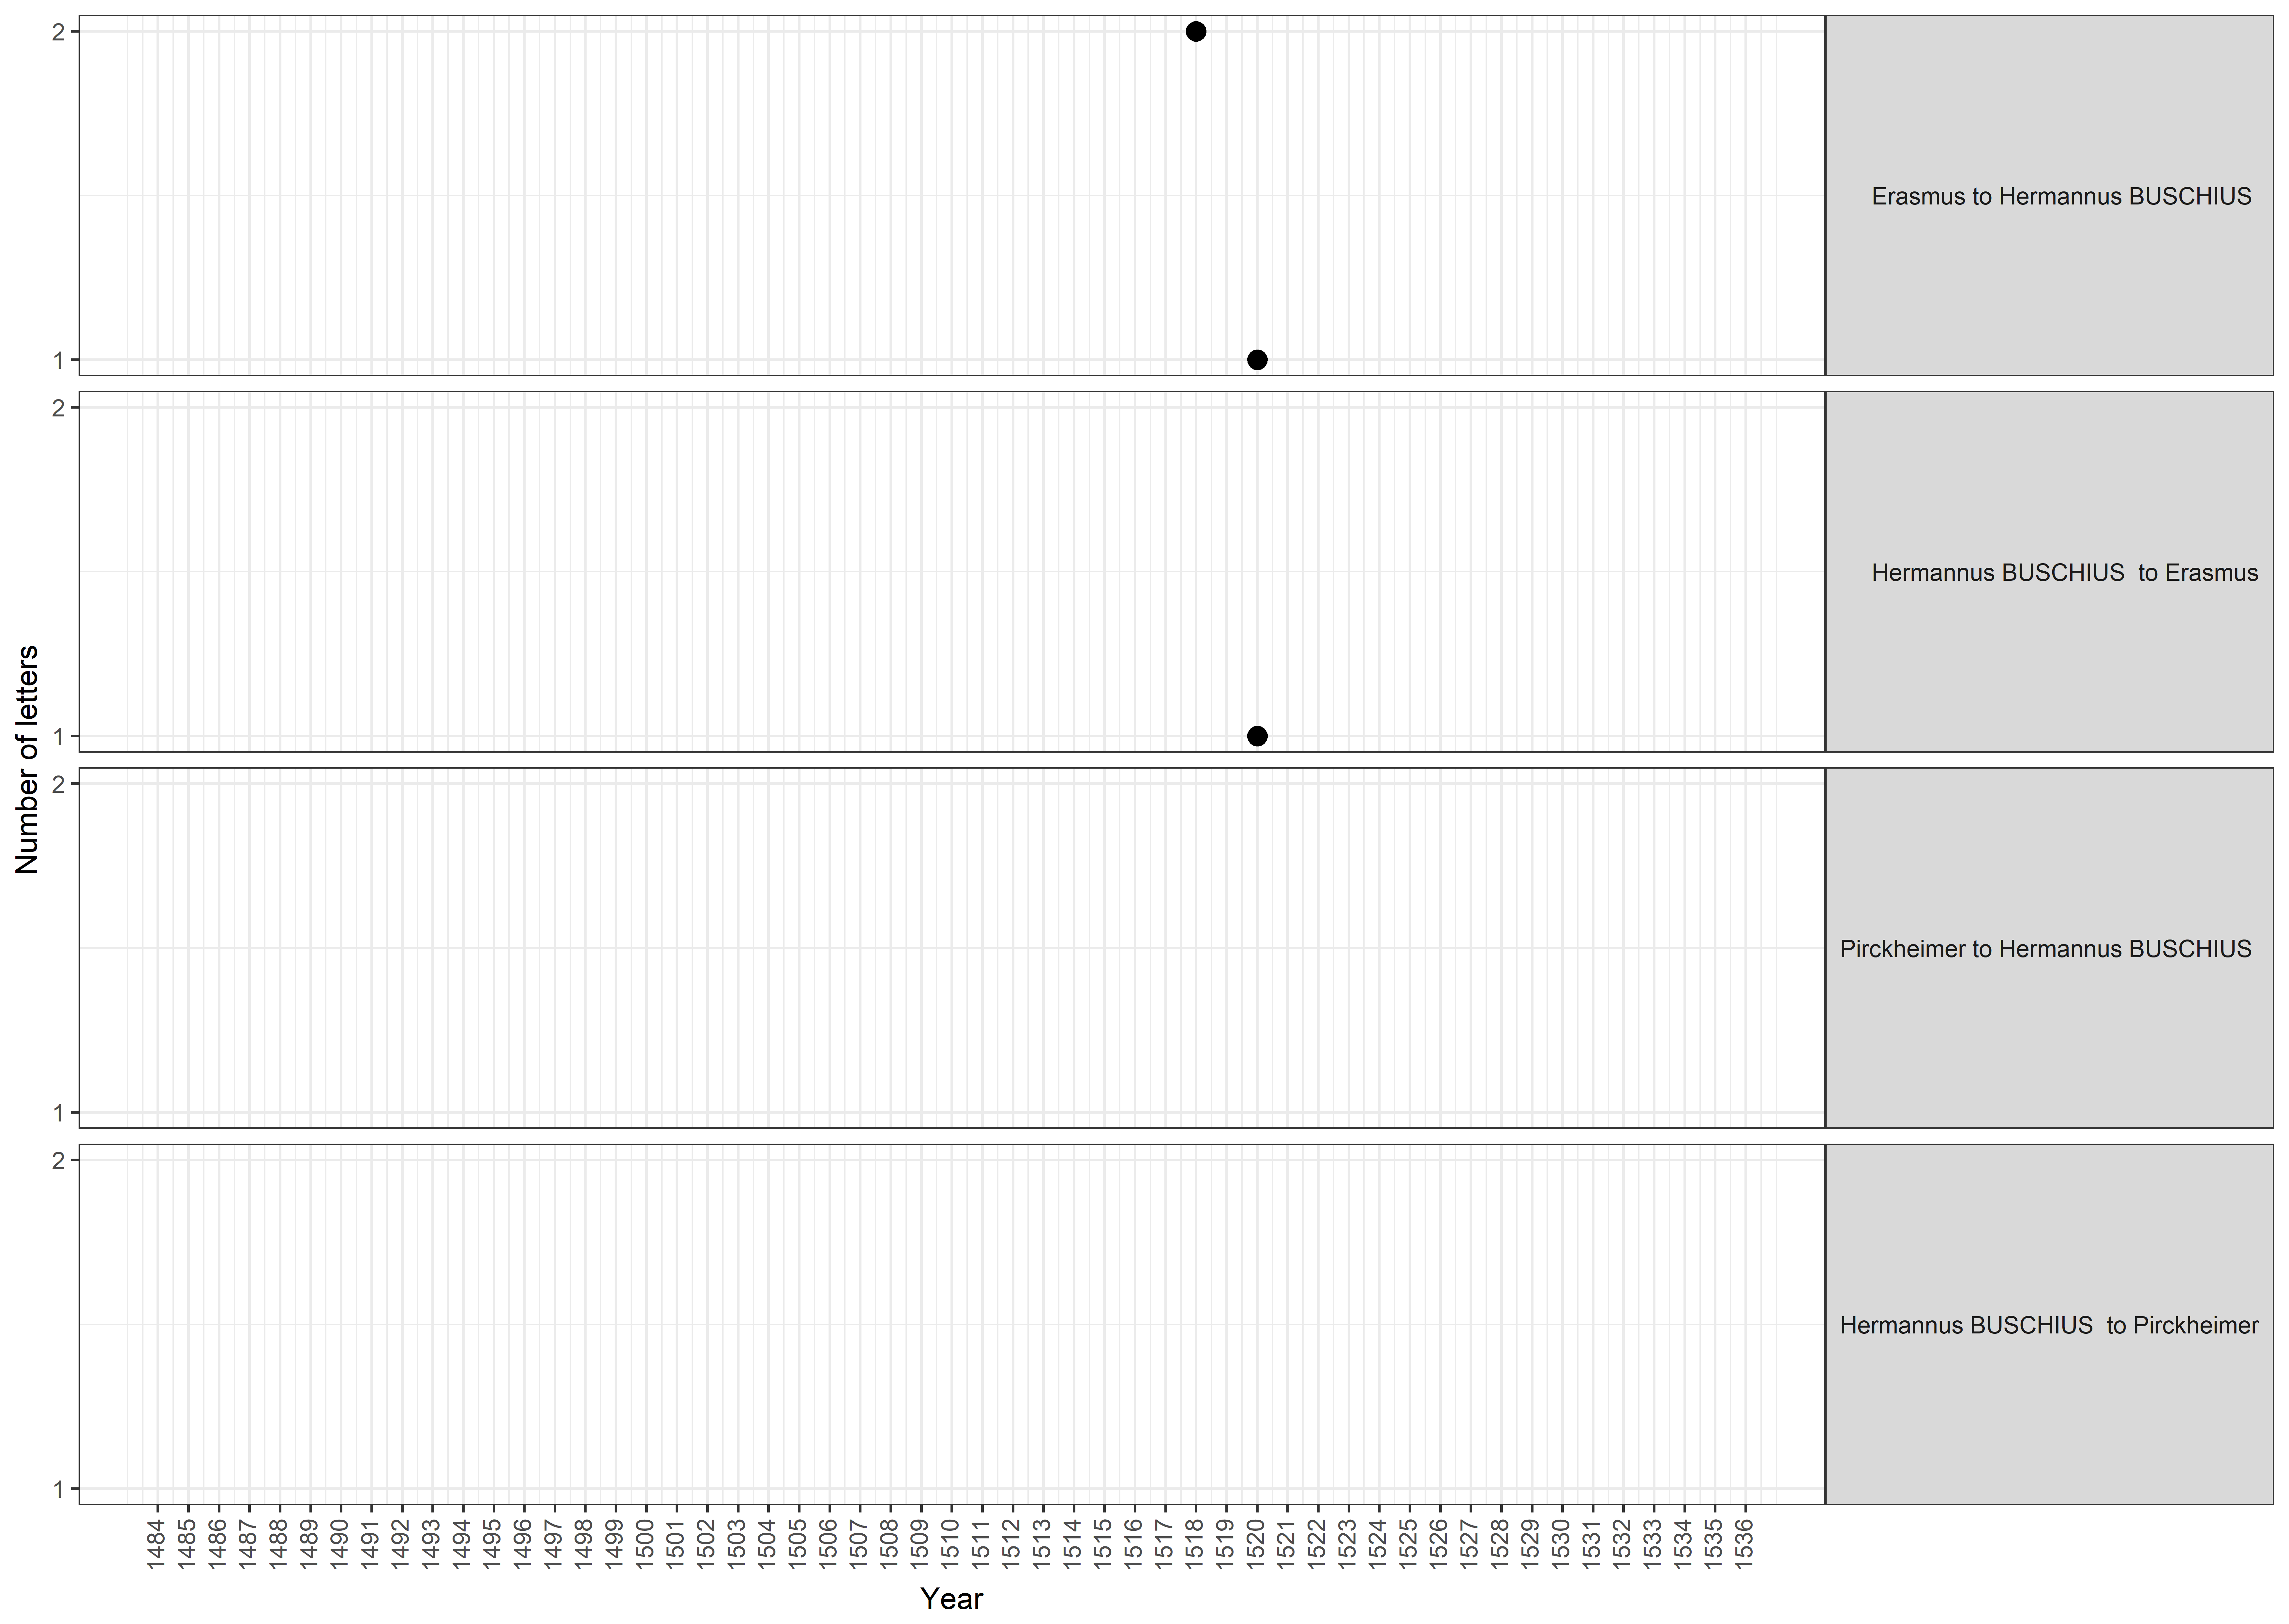 Number of letters
2
1
Erasmus to Hermannus BUSCHIUS
2
1
Hermannus BUSCHIUS  to Erasmus
2
1
Pirckheimer to Hermannus BUSCHIUS
2
1
Hermannus BUSCHIUS  to Pirckheimer
1484 1485 1486 1487 1488 1489 1490 1491 1492 1493 1494 1495 1496 1497 1498 1499 1500 1501 1502 1503 1504 1505 1506 1507 1508 1509 1510 1511 1512 1513 1514 1515 1516 1517 1518 1519 1520 1521 1522 1523 1524 1525 1526 1527 1528 1529 1530 1531 1532 1533 1534 1535 1536
Year